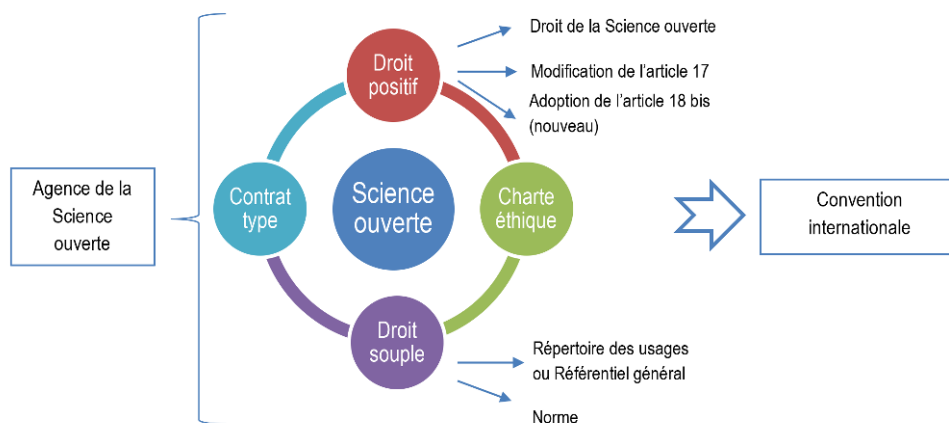 Droit de la Science ouverte
Droit
positif
Modification de l'article 17
Adoption de l'article 18 bis
(nouveau)
Agence de la
Science
ouverte
Contrat
type
Science
ouverte
Charte
éthique
Convention
internationale
Droit
souple
Répertoire des usages
ou Référentiel général
Norme